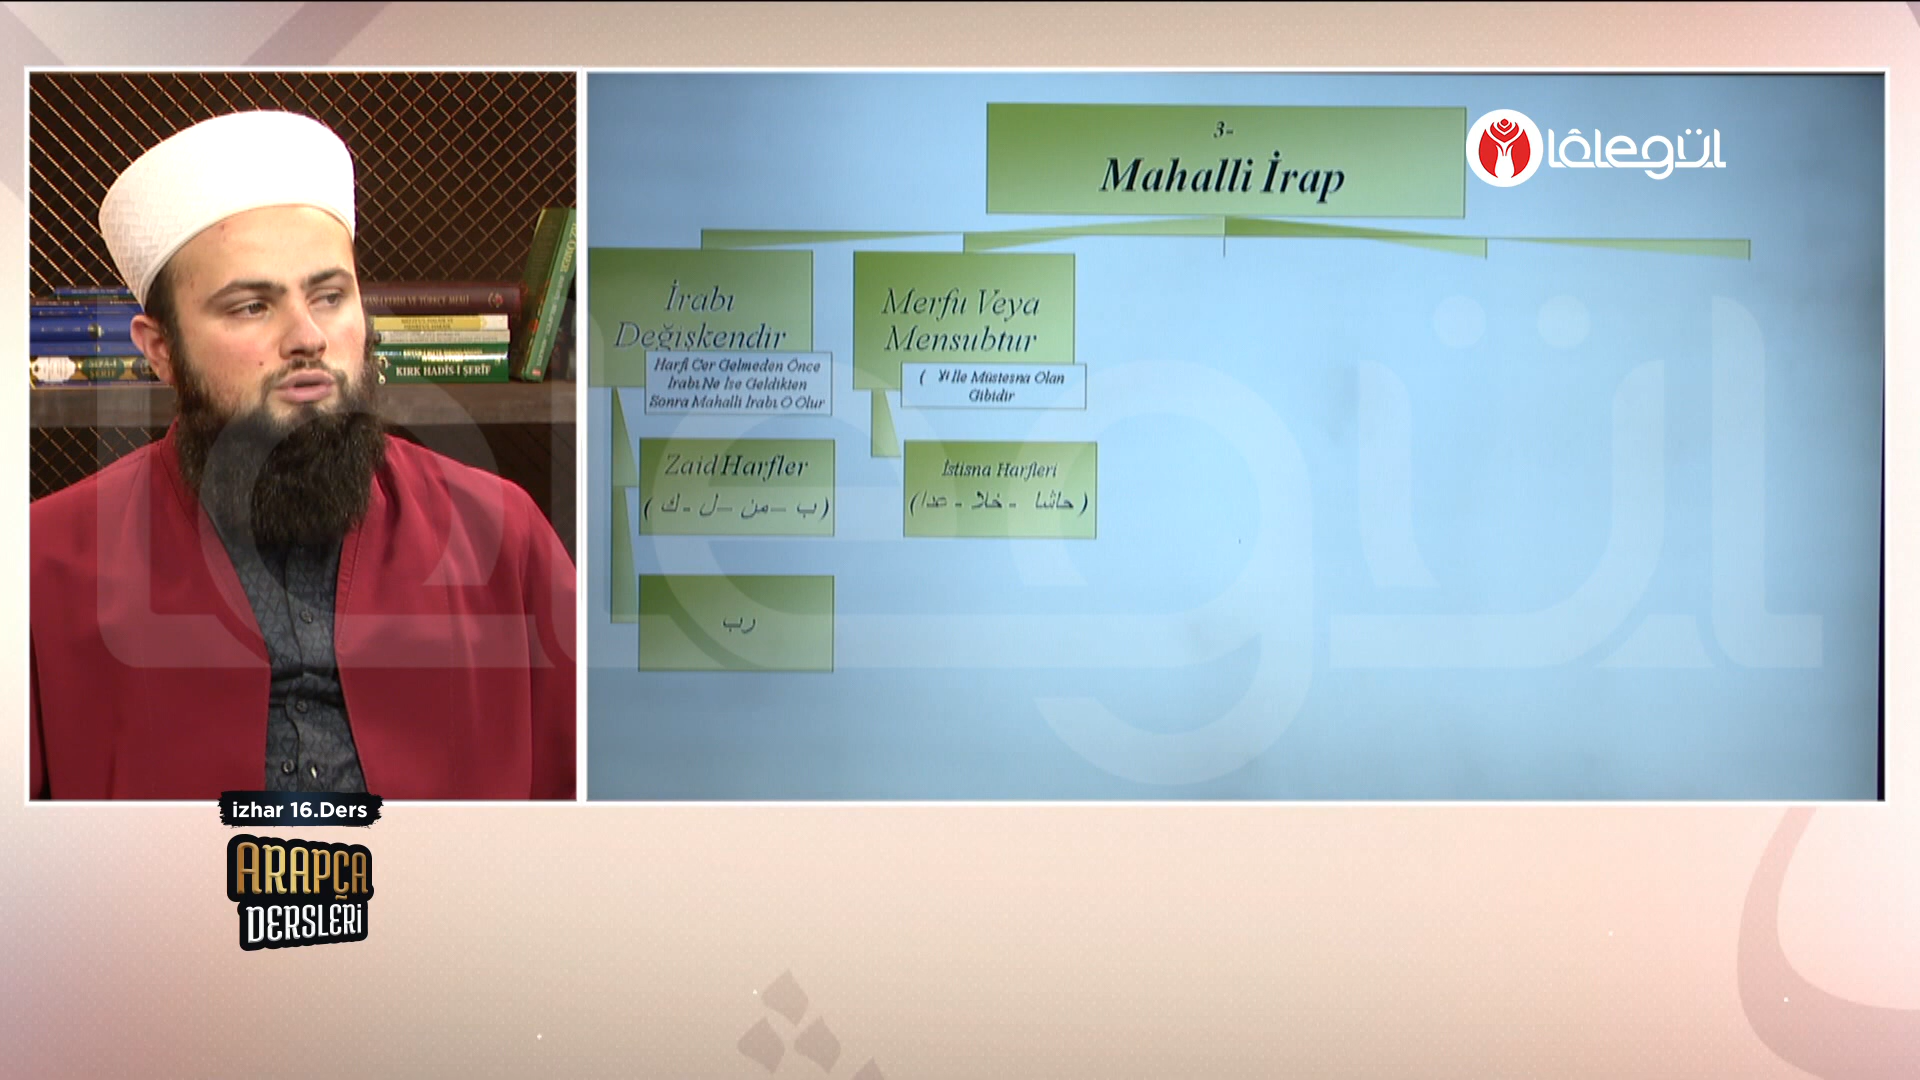 3-
Mahalli İrap
lâlegül
İrabı
Değişkendir
Harfi Cer Gelmeden Önce
İrabı Ne İse Geldikten
Sonra Mahalli İrabı O Olur
Zaid Harfler
( ب – من – ل - ك )
رب
Merfu Veya
Mensubtur
( الا İle Müstesna Olan
Gibidir
İstisna Harfleri
( حاشا - خلا - عدا )
KIRK HADİS-İ ŞERİF
izhar 16.Ders
ARAPÇA
DERSLERİ
lâlegül